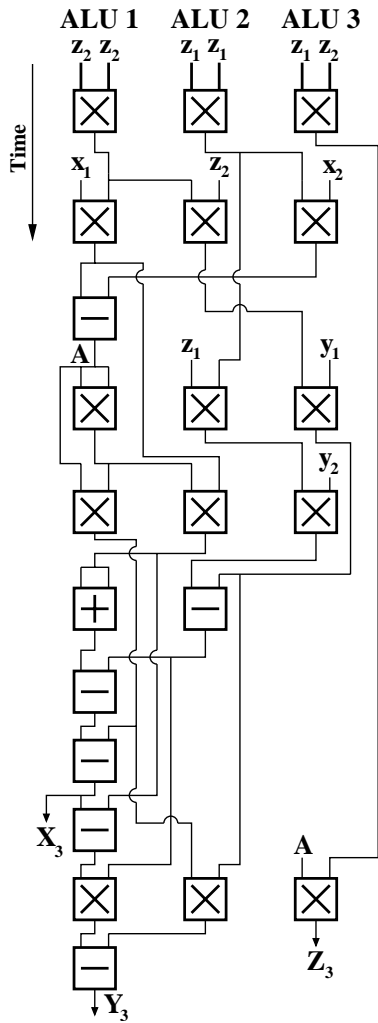 ALU 1 ALU 2 ALU 3
z₂ z₂ z₁ z₁ z₁ z₂
Time
x₁ z₂ x₂
A z₁ y₁
y₂
X₃
A
Z₃
Y₃